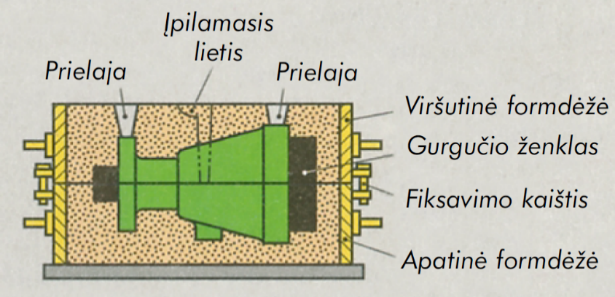 Įpilamasis
lietis
Prielaja
Prielaja
Viršutinė formdėžė
Gurgučio ženklas
Fiksavimo kaištis
Apatinė formdėžė